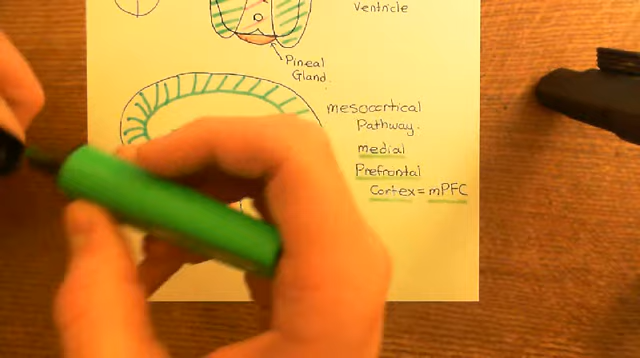 Ventricle
Pineal
Gland.
mesocortical
Pathway.
medial
Prefrontal
Cortex = mPFC